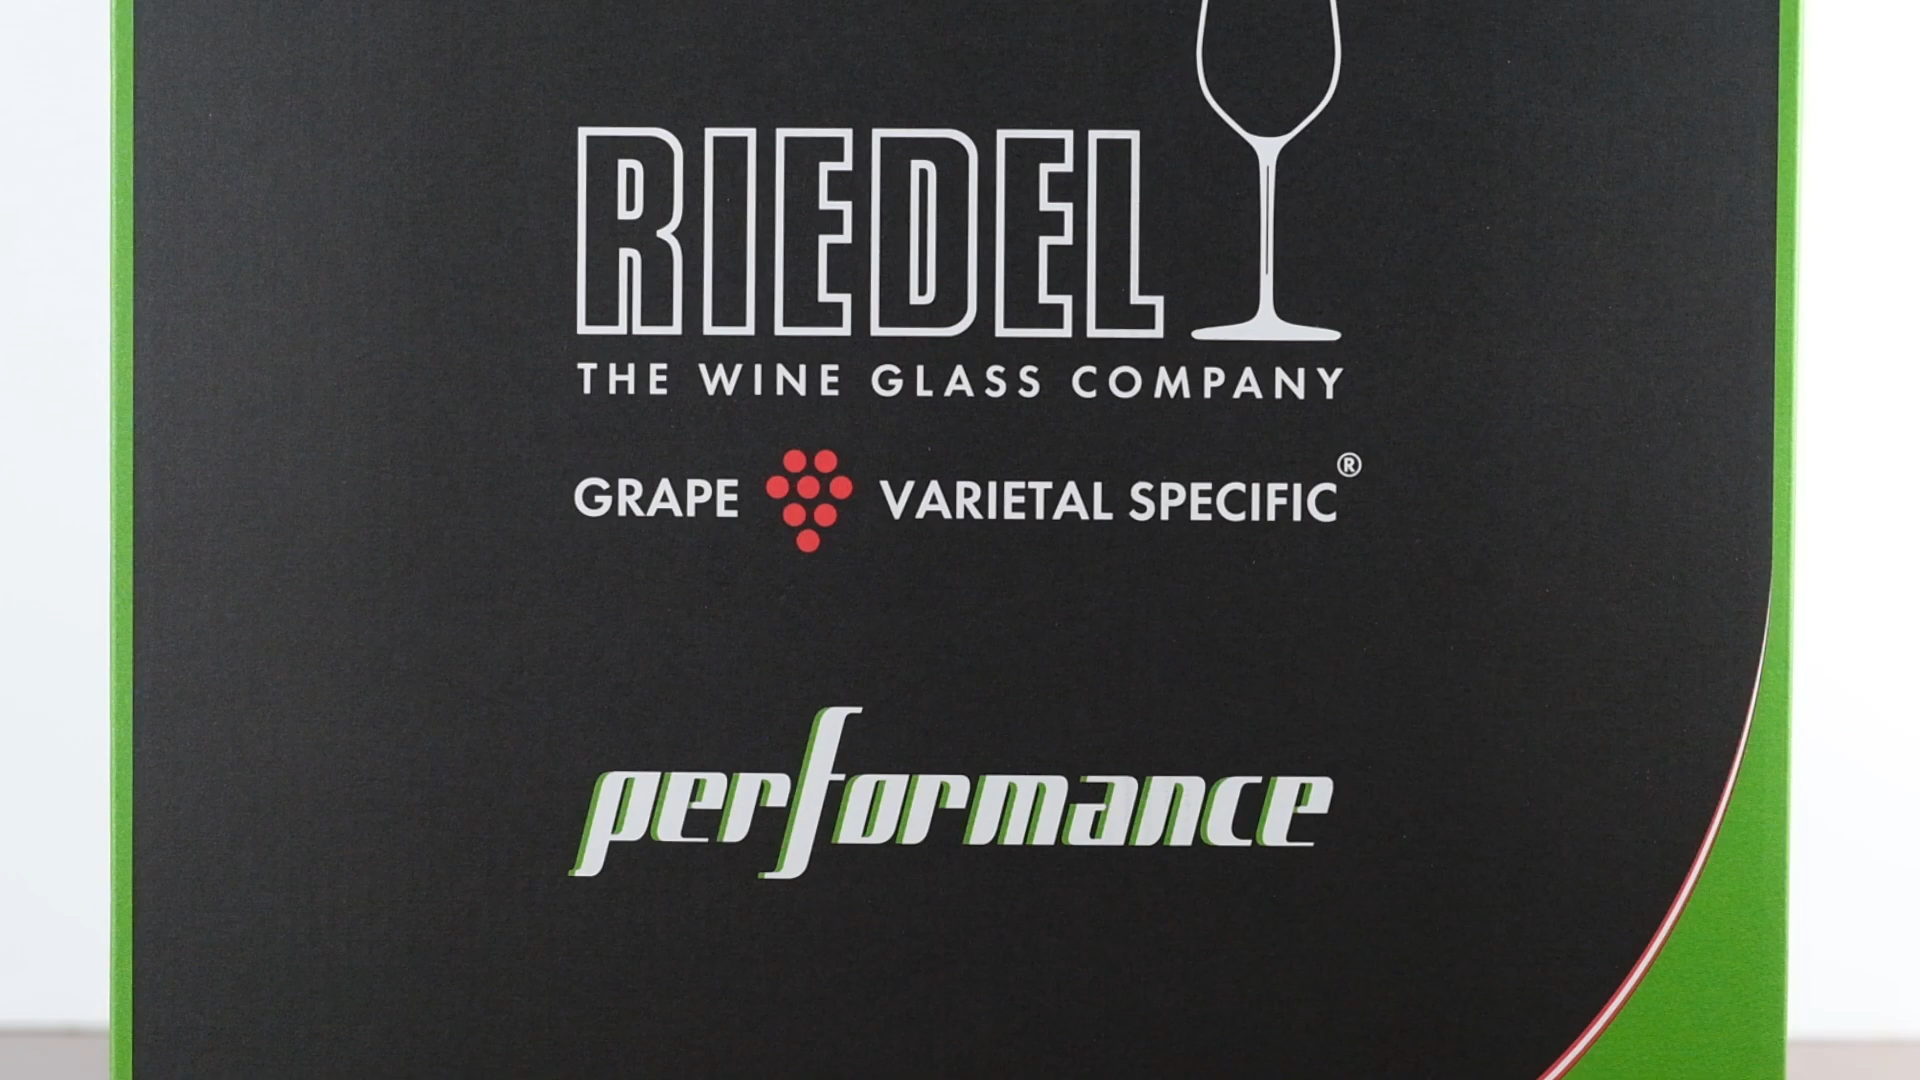 RIEDEL
THE WINE GLASS COMPANY
GRAPE VARIETAL SPECIFIC®
performance